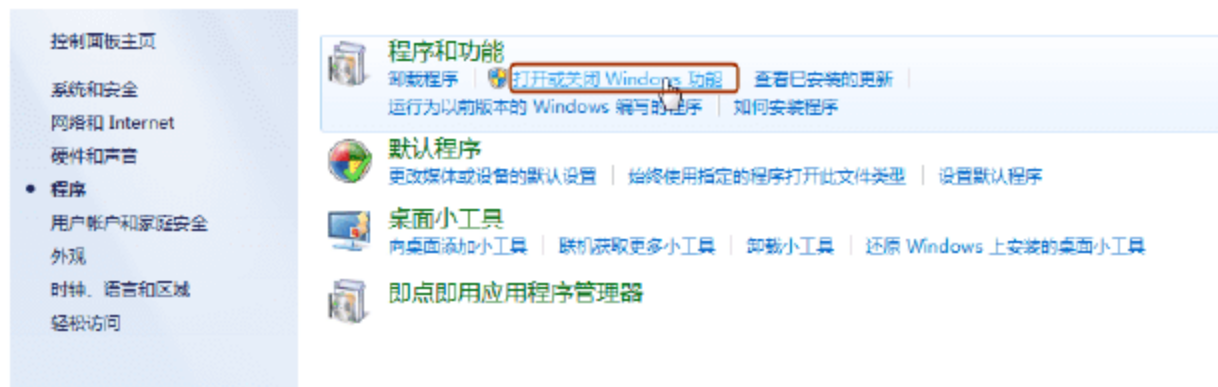 控制面板主页
系统和安全
网络和 Internet
硬件和声音
程序
用户帐户和家庭安全
外观
时钟、语言和区域
轻松访问
程序和功能
卸载程序 打开或关闭 Windows 功能 查看已安装的更新
运行为以前版本的 Windows 编写的程序 如何安装程序
默认程序
更改媒体或设备的默认设置 始终使用指定的程序打开此文件类型 设置默认程序
桌面小工具
向桌面添加小工具 联机获取更多小工具 卸载小工具 还原 Windows 上安装的桌面小工具
即点即用应用程序管理器